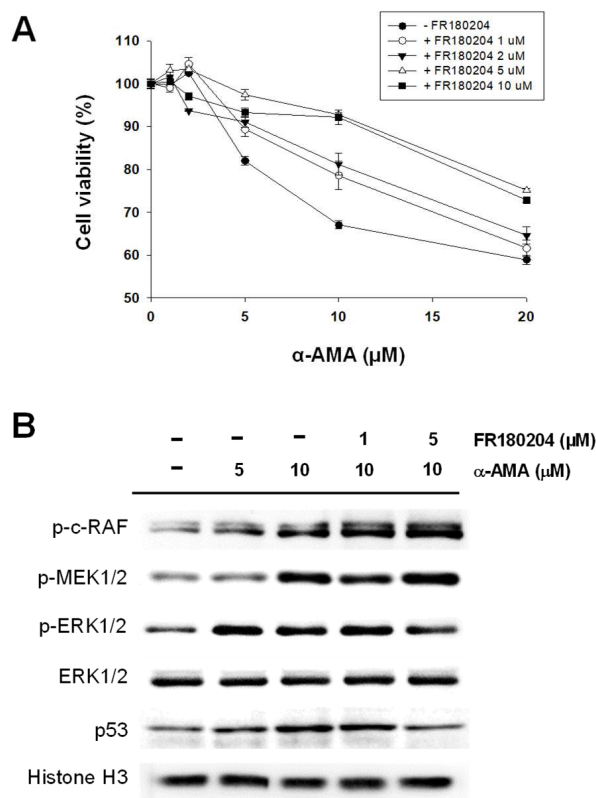 A
- FR180204
+ FR180204 1 uM
+ FR180204 2 uM
+ FR180204 5 uM
+ FR180204 10 uM
110
100
90
80
70
60
50
Cell viability (%)
0 5 10 15 20
α-AMA (μM)
B
- - - 1 5 FR180204 (μM)
- 5 10 10 10 α-AMA (μM)
p-c-RAF
p-MEK1/2
p-ERK1/2
ERK1/2
p53
Histone H3